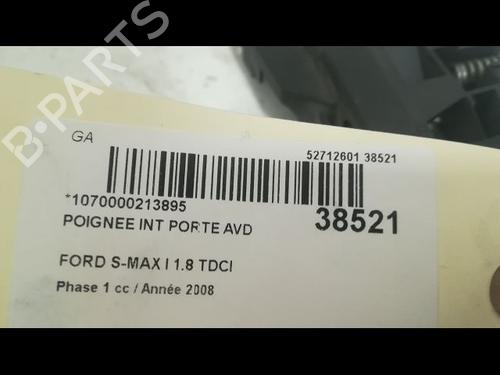 GA
52712601 38521
*1070000213895
38521
POIGNEE INT PORTE AVD
FORD S-MAX I 1.8 TDCI
Phase 1 cc / Année 2008
B-PARTS